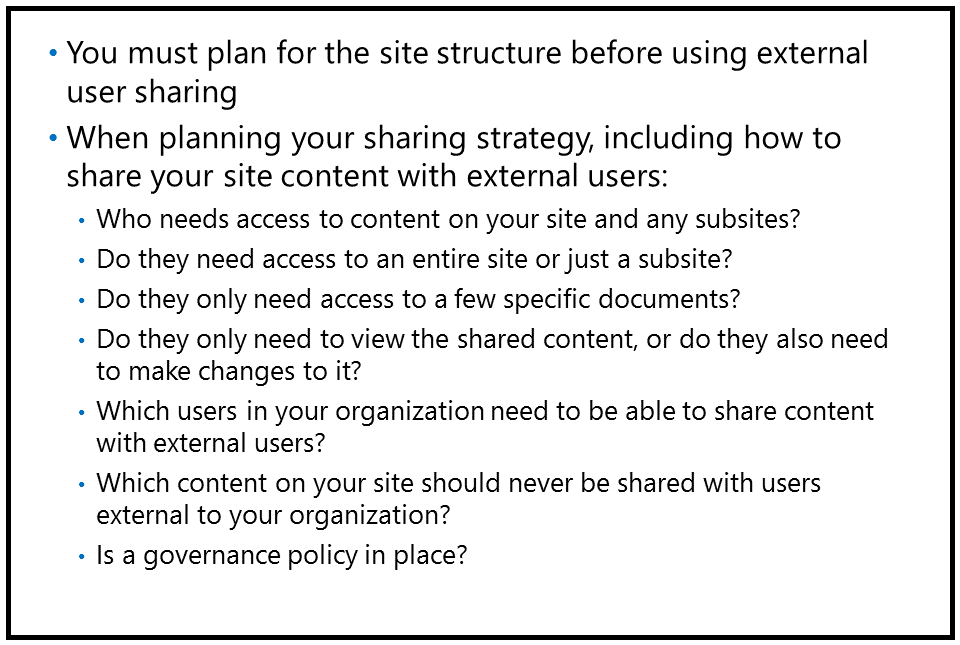 • You must plan for the site structure before using external
user sharing
• When planning your sharing strategy, including how to
share your site content with external users:
• Who needs access to content on your site and any subsites?
• Do they need access to an entire site or just a subsite?
• Do they only need access to a few specific documents?
• Do they only need to view the shared content, or do they also need
to make changes to it?
• Which users in your organization need to be able to share content
with external users?
• Which content on your site should never be shared with users
external to your organization?
• Is a governance policy in place?